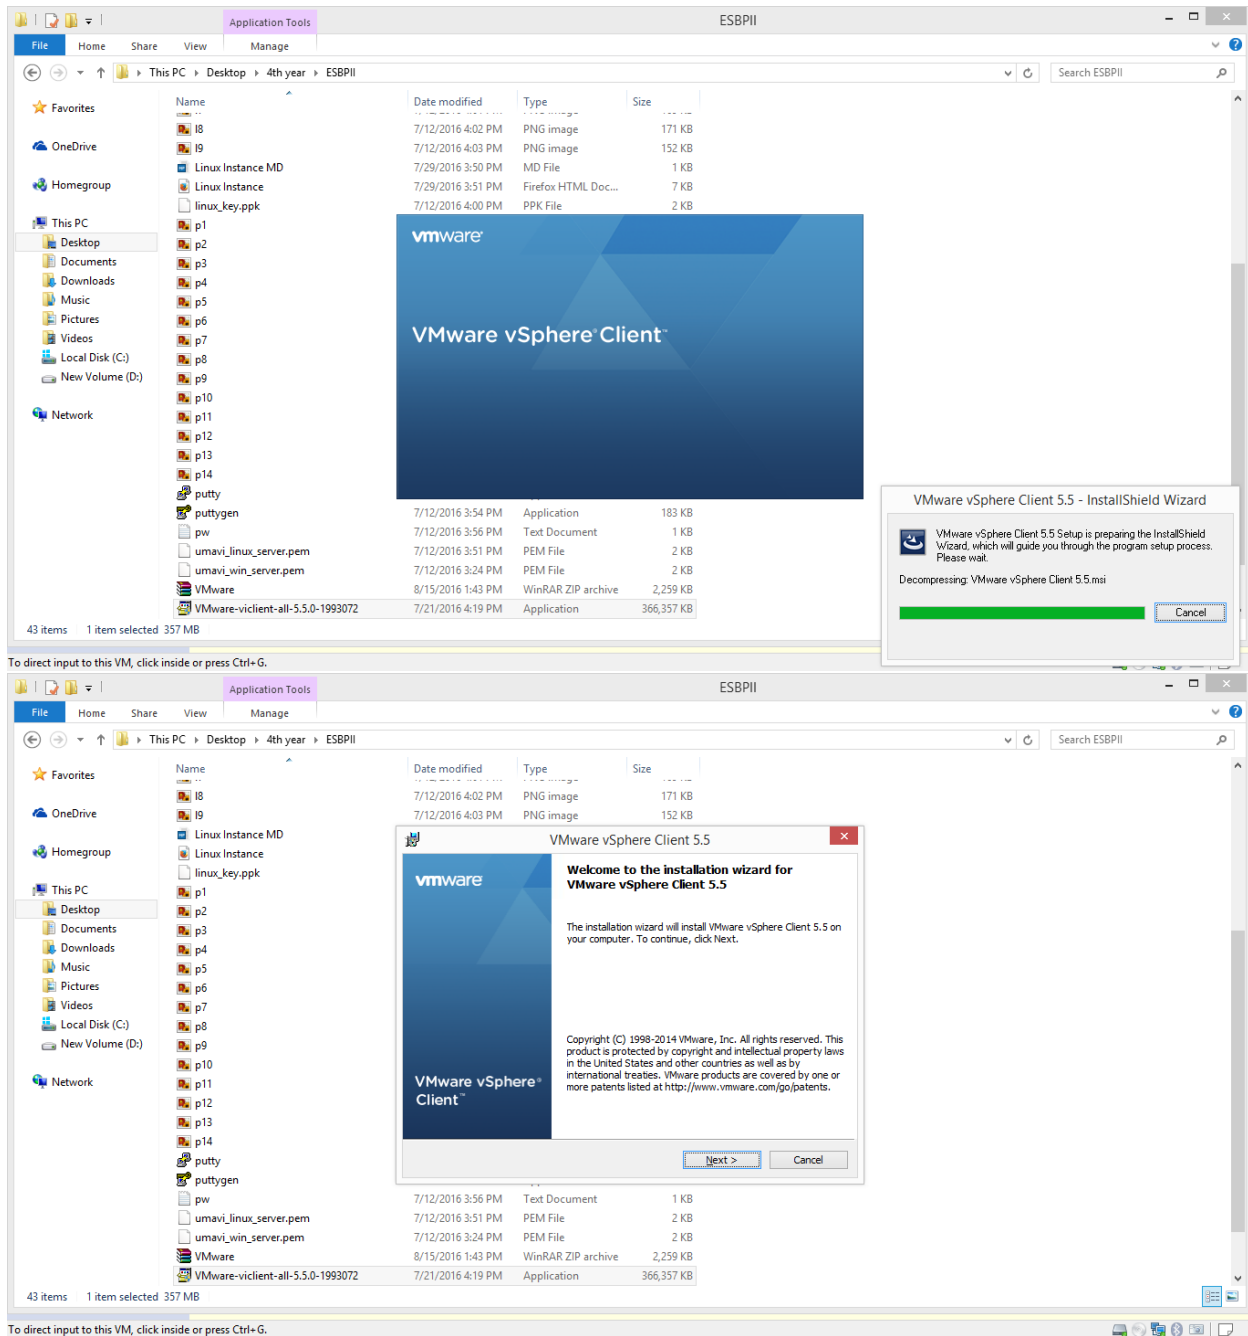 Application Tools
ESBPII
File Home Share View Manage
This PC Desktop 4th year ESBPII
Search ESBPII
Name Date modified Type Size
Favorites
OneDrive
Homegroup
This PC
Desktop
Documents
Downloads
Music
Pictures
Videos
Local Disk (C:)
New Volume (D:)
Network
I8 7/12/2016 4:02 PM PNG image 171 KB
I9 7/12/2016 4:03 PM PNG image 152 KB
Linux Instance MD 7/29/2016 3:50 PM MD File 1 KB
Linux Instance 7/29/2016 3:51 PM Firefox HTML Doc... 7 KB
linux_key.ppk 7/12/2016 4:00 PM PPK File 2 KB
p1
p2
p3
p4
p5
p6
p7
p8
p9
p10
p11
p12
p13
p14
putty
puttygen 7/12/2016 3:54 PM Application 183 KB
pw 7/12/2016 3:56 PM Text Document 1 KB
umavi_linux_server.pem 7/12/2016 3:51 PM PEM File 2 KB
umavi_win_server.pem 7/12/2016 3:24 PM PEM File 2 KB
VMware 8/15/2016 1:43 PM WinRAR ZIP archive 2,259 KB
VMware-viclient-all-5.5.0-1993072 7/21/2016 4:19 PM Application 366,357 KB
vmware
VMware vSphere® Client™
VMware vSphere Client 5.5 - InstallShield Wizard
VMware vSphere Client 5.5 Setup is preparing the InstallShield
Wizard, which will guide you through the program setup process.
Please wait.
Decompressing: VMware vSphere Client 5.5.msi
Cancel
43 items 1 item selected 357 MB
To direct input to this VM, click inside or press Ctrl+G.
Application Tools
ESBPII
File Home Share View Manage
This PC Desktop 4th year ESBPII
Search ESBPII
Name Date modified Type Size
Favorites
OneDrive
Homegroup
This PC
Desktop
Documents
Downloads
Music
Pictures
Videos
Local Disk (C:)
New Volume (D:)
Network
I8 7/12/2016 4:02 PM PNG image 171 KB
I9 7/12/2016 4:03 PM PNG image 152 KB
Linux Instance MD
Linux Instance
linux_key.ppk
p1
p2
p3
p4
p5
p6
p7
p8
p9
p10
p11
p12
p13
p14
putty
puttygen
pw 7/12/2016 3:56 PM Text Document 1 KB
umavi_linux_server.pem 7/12/2016 3:51 PM PEM File 2 KB
umavi_win_server.pem 7/12/2016 3:24 PM PEM File 2 KB
VMware 8/15/2016 1:43 PM WinRAR ZIP archive 2,259 KB
VMware-viclient-all-5.5.0-1993072 7/21/2016 4:19 PM Application 366,357 KB
VMware vSphere Client 5.5
vmware
VMware vSphere®
Client™
Welcome to the installation wizard for
VMware vSphere Client 5.5
The installation wizard will install VMware vSphere Client 5.5 on
your computer. To continue, click Next.
Copyright (C) 1998-2014 VMware, Inc. All rights reserved. This
product is protected by copyright and intellectual property laws
in the United States and other countries as well as by
international treaties. VMware products are covered by one or
more patents listed at http://www.vmware.com/go/patents.
Next > Cancel
43 items 1 item selected 357 MB
To direct input to this VM, click inside or press Ctrl+G.